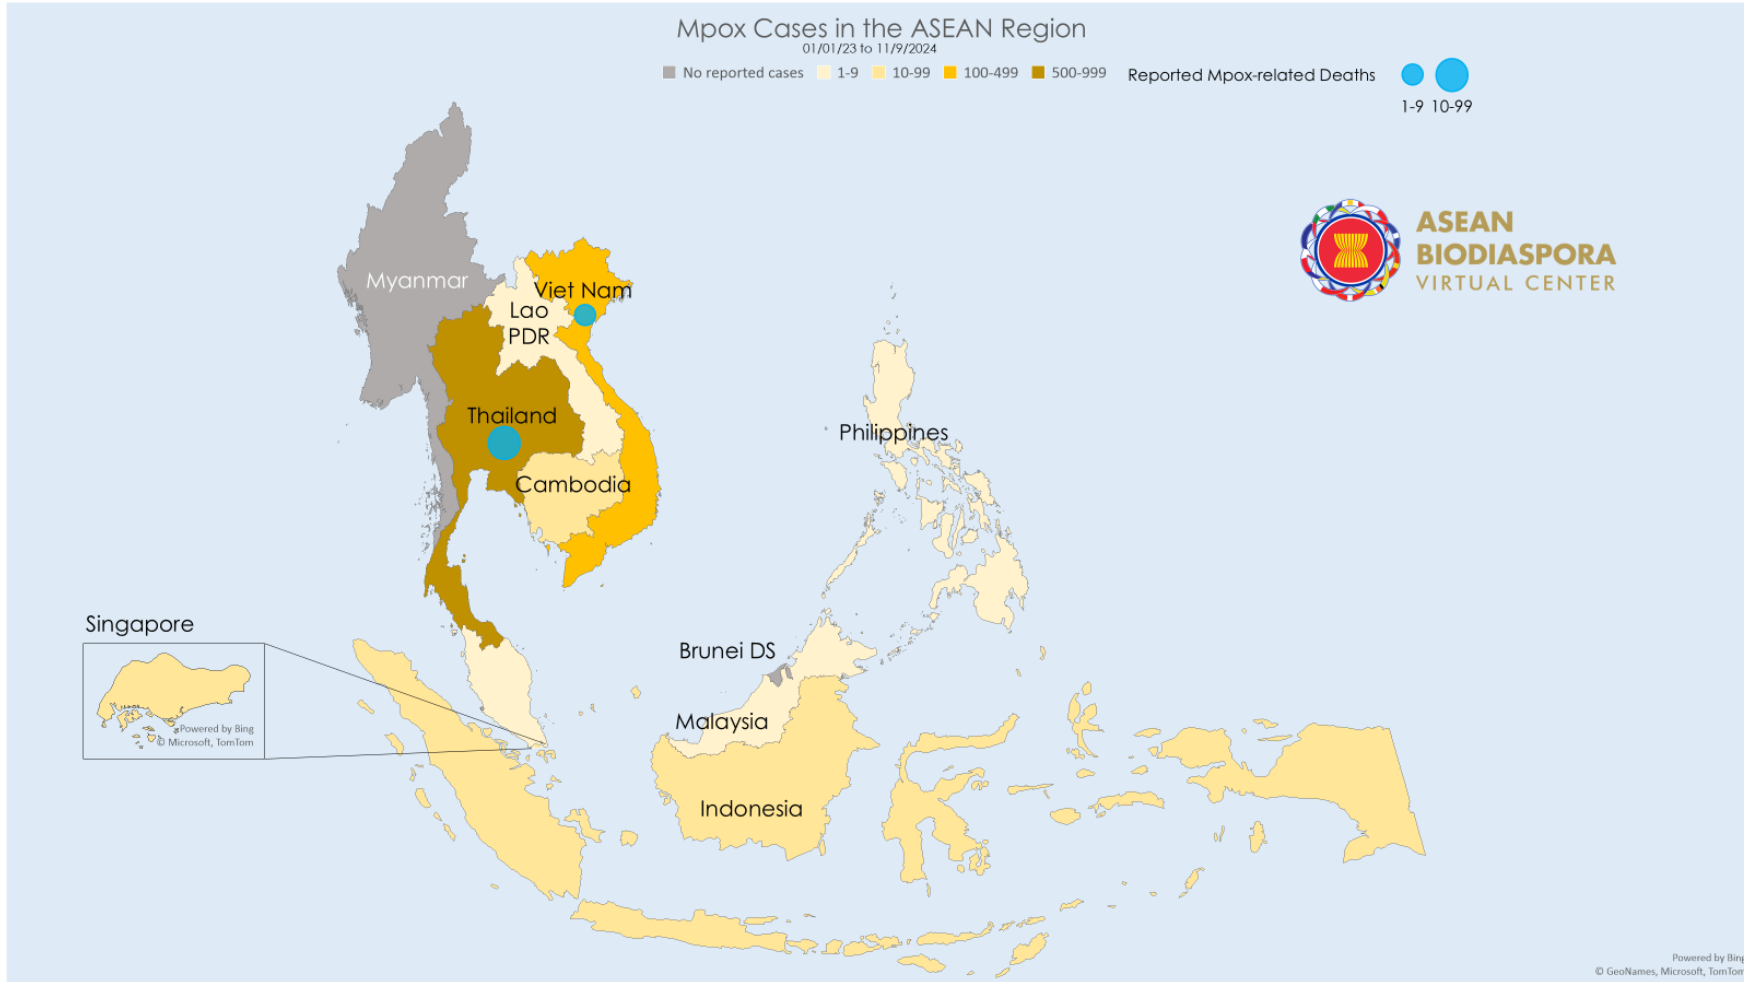 Mpox Cases in the ASEAN Region
01/01/23 to 11/9/2024
No reported cases 1-9 10-99 100-499 500-999
Reported Mpox-related Deaths
1-9 10-99
ASEAN
BIODIASPORA
VIRTUAL CENTER
Myanmar
Viet Nam
Lao
PDR
Thailand
Philippines
Cambodia
Singapore
Powered by Bing
© Microsoft, TomTom
Brunei DS
Malaysia
Indonesia
Powered by Bing
© GeoNames, Microsoft, TomTom